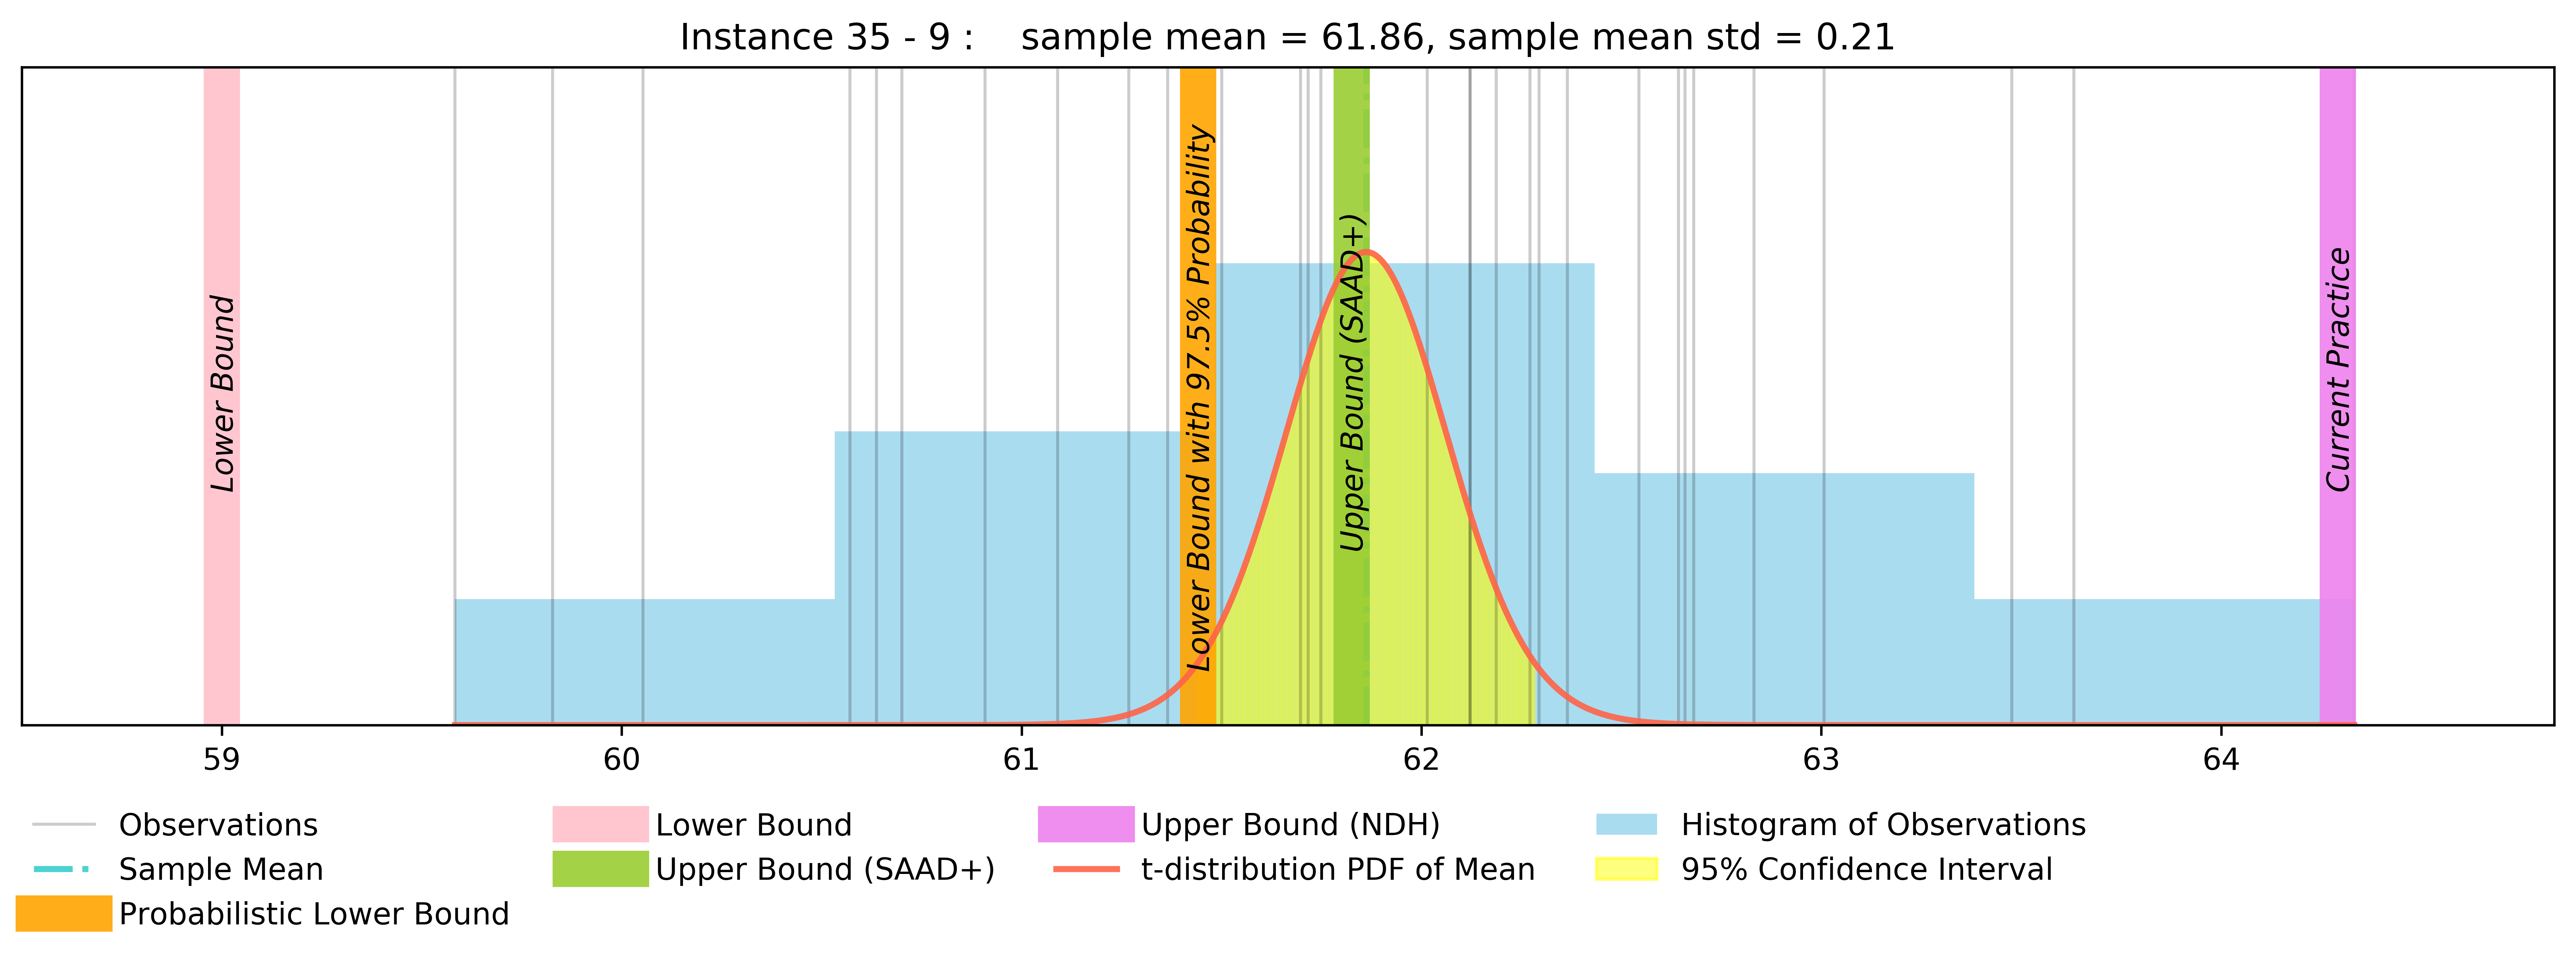 Instance 35 - 9 :    sample mean = 61.86, sample mean std = 0.21
Lower Bound
Lower Bound with 97.5% Probability
Upper Bound (SAAD+)
Current Practice
59 60 61 62 63 64
Observations
Sample Mean
Probabilistic Lower Bound
Lower Bound
Upper Bound (SAAD+)
Upper Bound (NDH)
t-distribution PDF of Mean
Histogram of Observations
95% Confidence Interval